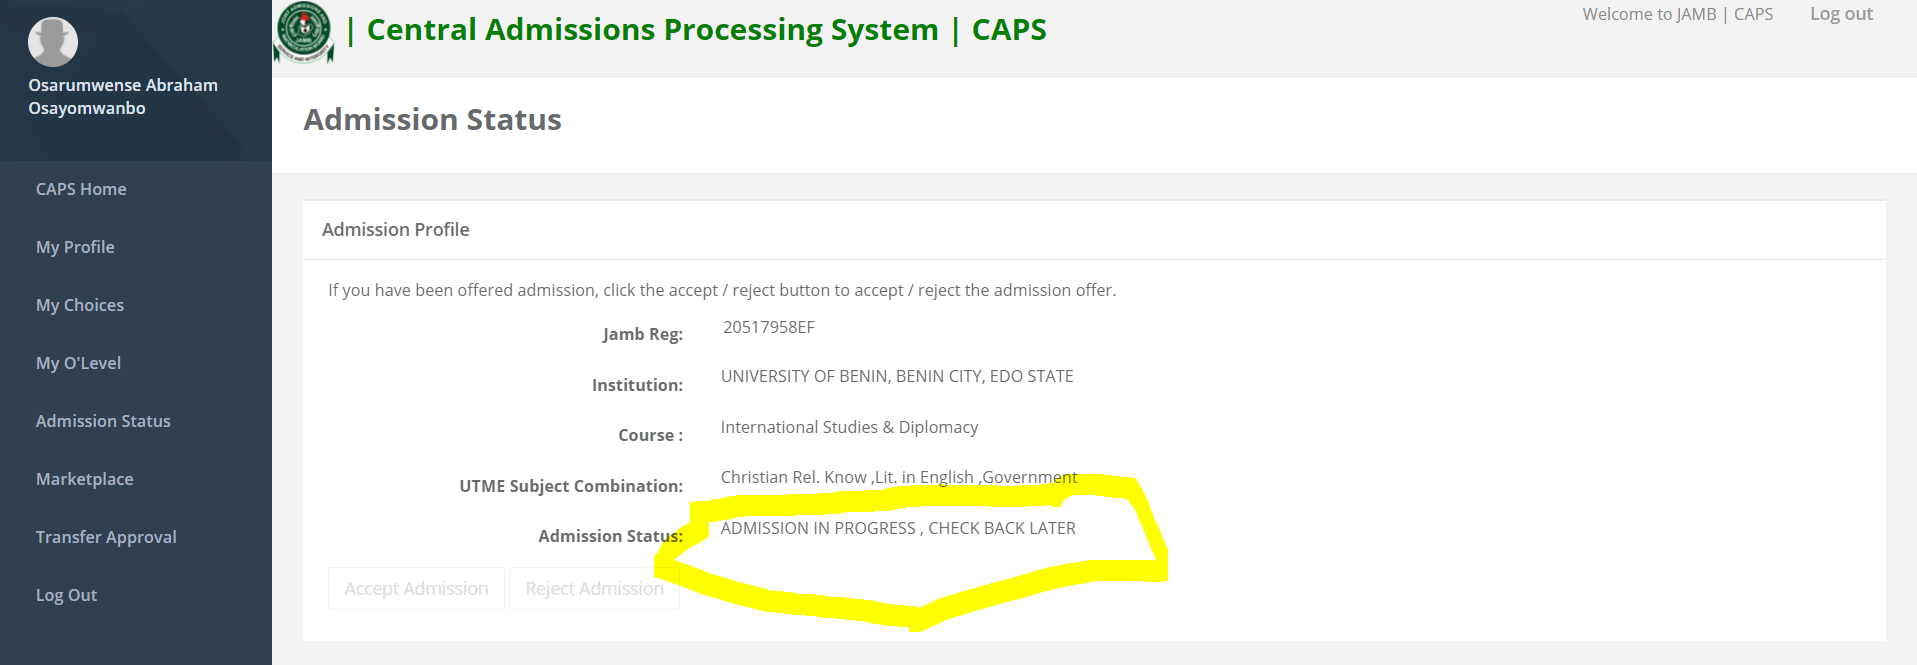 Osarumwense Abraham
Osayomwanbo
CAPS Home
My Profile
My Choices
My O'Level
Admission Status
Marketplace
Transfer Approval
Log Out
| Central Admissions Processing System | CAPS
Welcome to JAMB | CAPS
Log out
Admission Status
Admission Profile
If you have been offered admission, click the accept / reject button to accept / reject the admission offer.
Jamb Reg: 20517958EF
Institution: UNIVERSITY OF BENIN, BENIN CITY, EDO STATE
Course : International Studies & Diplomacy
UTME Subject Combination: Christian Rel. Know ,Lit. in English ,Government
Admission Status: ADMISSION IN PROGRESS , CHECK BACK LATER
Accept Admission Reject Admission